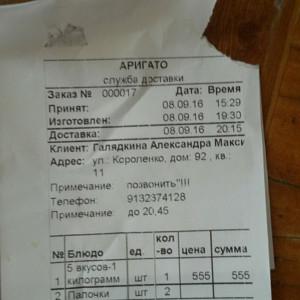 АРИГАТО
служба доставки
Заказ № 000017 Дата: Время
Принят: 08.09.16 15:29
Изготовлен: 08.09.16 19:30
Доставка: 08.09.16 20:15
Клиент: Галядкина Александра Макси
Адрес: ул.: Короленко, дом: 92 , кв.:
11
Примечание: позвонить"!!!
Телефон: 9132374128
Примечание: до 20,45
№ Блюдо ед. кол-во цена сумма
5 вкусов-1
1 килограмм шт 1 555 555
Палочки шт 2